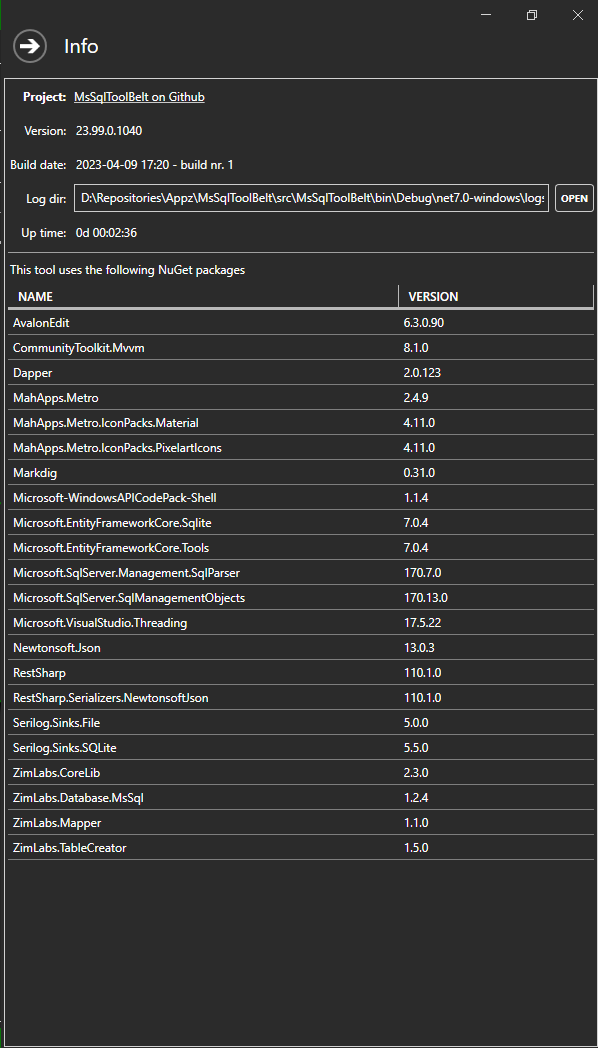 Info
Project: MsSqlToolBelt on Github
Version: 23.99.0.1040
Build date: 2023-04-09 17:20 - build nr. 1
Log dir: D:\Repositories\Appz\MsSqlToolBelt\src\MsSqlToolBelt\bin\Debug\net7.0-windows\logs OPEN
Up time: 0d 00:02:36
This tool uses the following NuGet packages
NAME VERSION
AvalonEdit 6.3.0.90
CommunityToolkit.Mvvm 8.1.0
Dapper 2.0.123
MahApps.Metro 2.4.9
MahApps.Metro.IconPacks.Material 4.11.0
MahApps.Metro.IconPacks.PixelartIcons 4.11.0
Markdig 0.31.0
Microsoft-WindowsAPICodePack-Shell 1.1.4
Microsoft.EntityFrameworkCore.Sqlite 7.0.4
Microsoft.EntityFrameworkCore.Tools 7.0.4
Microsoft.SqlServer.Management.SqlParser 170.7.0
Microsoft.SqlServer.SqlManagementObjects 170.13.0
Microsoft.VisualStudio.Threading 17.5.22
NewtonsoftJson 13.0.3
RestSharp 110.1.0
RestSharp.Serializers.NewtonsoftJson 110.1.0
Serilog.Sinks.File 5.0.0
Serilog.Sinks.SQLite 5.5.0
ZimLabs.CoreLib 2.3.0
ZimLabs.Database.MsSql 1.2.4
ZimLabs.Mapper 1.1.0
ZimLabs.TableCreator 1.5.0